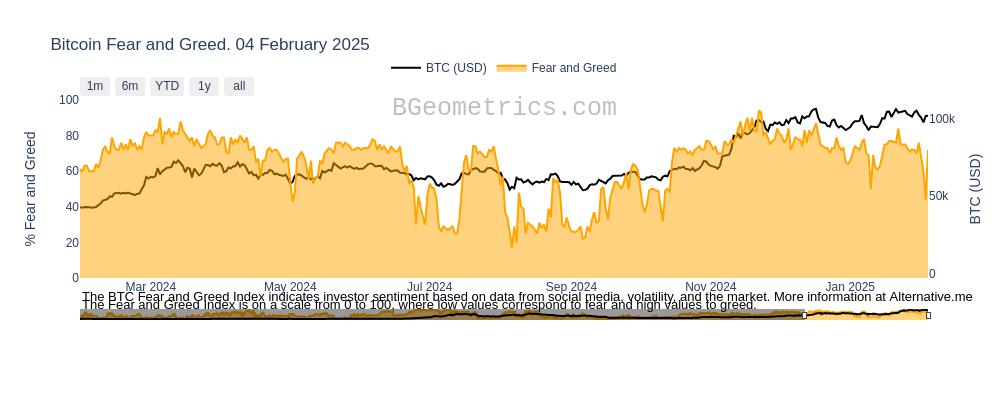 Bitcoin Fear and Greed. 04 February 2025
BTC (USD) Fear and Greed
1m 6m YTD 1y all
BGeometrics.com
100
80
60
40
20
0
% Fear and Greed
100k
50k
0
BTC (USD)
Mar 2024 May 2024 Jul 2024 Sep 2024 Nov 2024 Jan 2025
The BTC Fear and Greed Index indicates investor sentiment based on data from social media, volatility, and the market. More information at Alternative.me
The Fear and Greed Index is on a scale from 0 to 100, where low values correspond to fear and high values to greed.